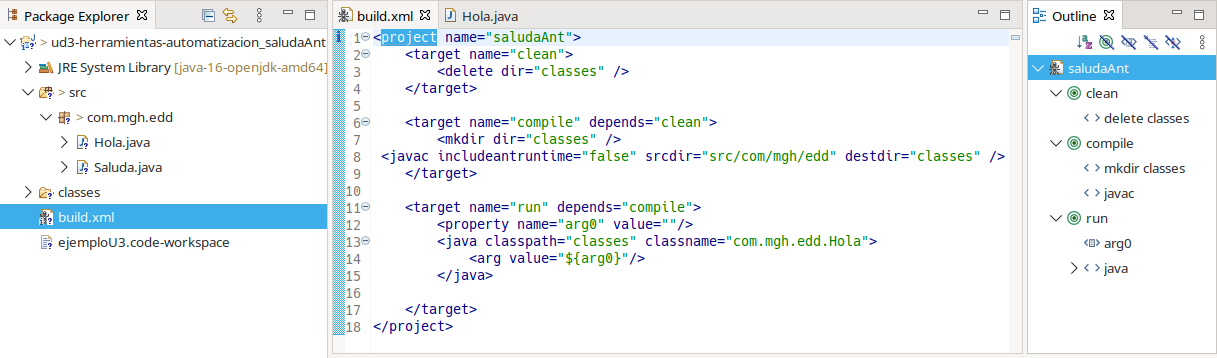 Package Explorer
> ud3-herramientas-automatizacion_saludaAnt
JRE System Library [java-16-openjdk-amd64]
> src
> com.mgh.edd
Hola.java
Saluda.java
classes
build.xml
ejemploU3.code-workspace
build.xml
Hola.java
1 <project name="saludaAnt">
2 <target name="clean">
3 <delete dir="classes" />
4 </target>
5
6 <target name="compile" depends="clean">
7 <mkdir dir="classes" />
8 <javac includeantruntime="false" srcdir="src/com/mgh/edd" destdir="classes" />
9 </target>
10
11 <target name="run" depends="compile">
12 <property name="arg0" value=""/>
13 <java classpath="classes" classname="com.mgh.edd.Hola">
14 <arg value="${arg0}"/>
15 </java>
16
17 </target>
18 </project>
Outline
saludaAnt
clean
delete classes
compile
mkdir classes
javac
run
arg0
java